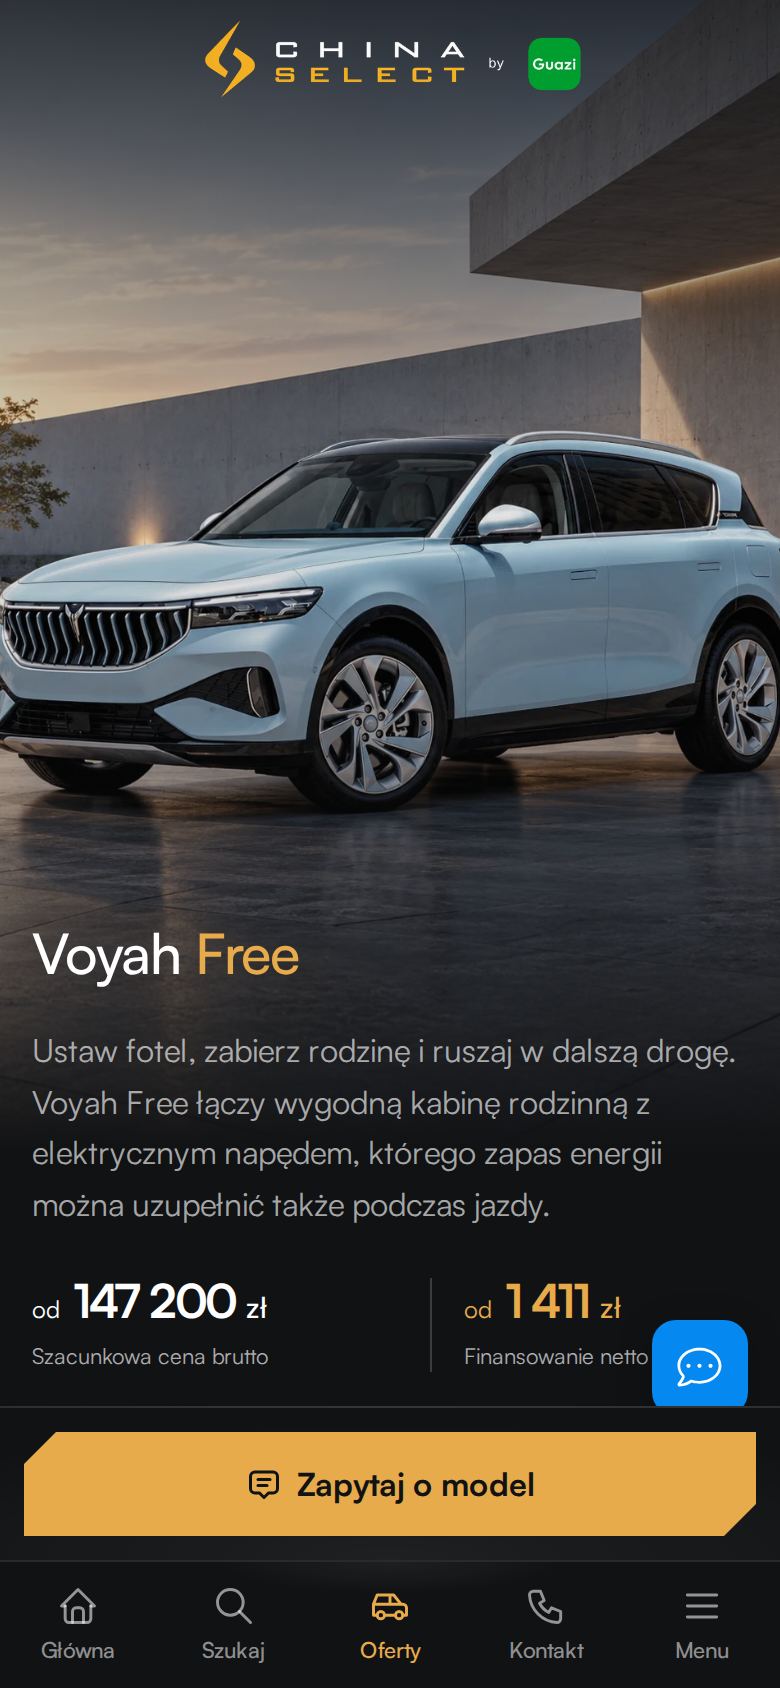 CHINA
SELECT
by
Guazi
Voyah Free
Ustaw fotel, zabierz rodzinę i ruszaj w dalszą drogę.
Voyah Free łączy wygodną kabinę rodzinną z
elektrycznym napędem, którego zapas energii
można uzupełnić także podczas jazdy.
od 147 200 zł
Szacunkowa cena brutto
od 1 411 zł
Finansowanie netto
Zapytaj o model
Główna
Szukaj
Oferty
Kontakt
Menu